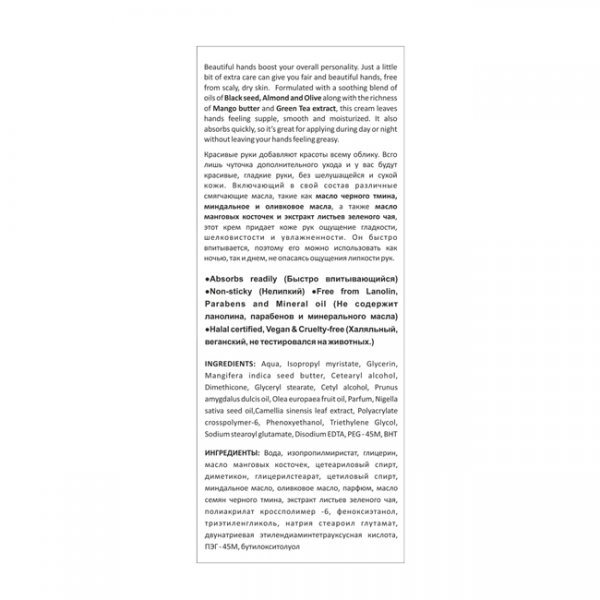 Beautiful hands boost your overall personality. Just a little
bit of extra care can give you fair and beautiful hands, free
from scaly, dry skin. Formulated with a soothing blend of
oils of Black seed, Almond and Olive along with the richness
of Mango butter and Green Tea extract, this cream leaves
hands feeling supple, smooth and moisturized. It also
absorbs quickly, so it's great for applying during day or night
without leaving your hands feeling greasy.
Красивые руки добавляют красоты всему облику. Всго
лишь чуточка дополнительного ухода и у вас будут
красивые, гладкие руки, без шелушащейся и сухой
кожи. Включающий в свой состав различные
смягчающие масла, такие как масло черного тмина,
миндальное и оливковое масла, а также масло
манговых косточек и экстракт листьев зеленого чая,
этот крем придает коже рук ощущение гладкости,
шелковистости и увлажненности. Он быстро
впитывается, поэтому его можно использовать как
ночью, так и днем, не опасаясь ощущения липкости рук.
●Absorbs readily (Быстро впитывающийся)
●Non-sticky (Нелипкий) ●Free from Lanolin,
Parabens and Mineral oil (Не содержит
ланолина, парабенов и минерального масла)
●Halal certified, Vegan & Cruelty-free (Халяльный,
веганский, не тестировался на животных.)
INGREDIENTS: Aqua, Isopropyl myristate, Glycerin,
Mangifera indica seed butter, Cetearyl alcohol,
Dimethicone, Glyceryl stearate, Cetyl alcohol, Prunus
amygdalus dulcis oil, Olea europaea fruit oil, Parfum, Nigella
sativa seed oil,Camellia sinensis leaf extract, Polyacrylate
crosspolymer-6, Phenoxyethanol, Triethylene Glycol,
Sodium stearoyl glutamate, Disodium EDTA, PEG - 45M, BHT
ИНГРЕДИЕНТЫ: Вода, изопропилмиристат, глицерин,
масло манговых косточек, цетеариловый спирт,
диметикон, глицерилстеарат, цетиловый спирт,
миндальное масло, оливковое масло, парфюм, масло
семян черного тмина, экстракт листьев зеленого чая,
полиакрилат кроссполимер -6, феноксиэтанол,
триэтиленгликоль, натрия стеароил глутамат,
двунатриевая этилендиаминтетрауксусная кислота,
ПЭГ - 45М, бутилокситолуол